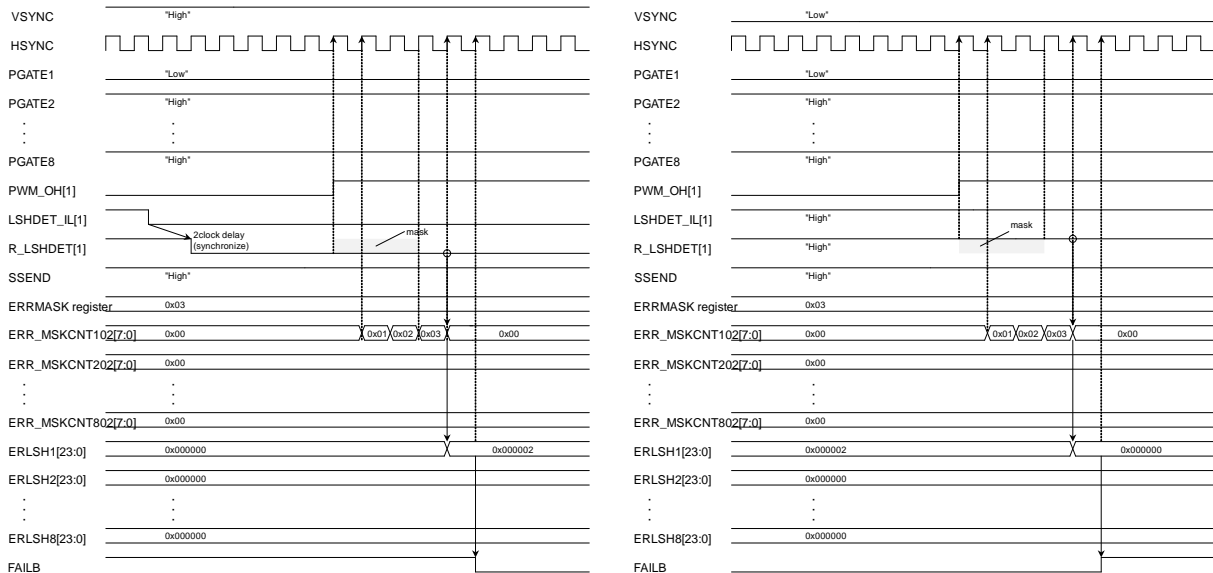 VSYNC "High"
HSYNC
PGATE1 "Low"
PGATE2 "High"
PGATE8 "High"
PWM_OH[1]
LSHDET_IL[1]
2clock delay
(synchronize)
mask
R_LSHDET[1]
SSEND "High"
ERRMASK register 0x03
ERR_MSKCNT102[7:0] 0x00 0x01 0x02 0x03 0x00
ERR_MSKCNT202[7:0] 0x00
ERR_MSKCNT802[7:0] 0x00
ERLSH1[23:0] 0x000000 0x000002
ERLSH2[23:0] 0x000000
ERLSH8[23:0] 0x000000
FAILB
VSYNC "Low"
HSYNC
PGATE1 "Low"
PGATE2 "High"
PGATE8 "High"
PWM_OH[1]
LSHDET_IL[1] "High"
mask
R_LSHDET[1] "High"
SSEND "High"
ERRMASK register 0x03
ERR_MSKCNT102[7:0] 0x00 0x01 0x02 0x03 0x00
ERR_MSKCNT202[7:0] 0x00
ERR_MSKCNT802[7:0] 0x00
ERLSH1[23:0] 0x000002 0x000000
ERLSH2[23:0] 0x000000
ERLSH8[23:0] 0x000000
FAILB